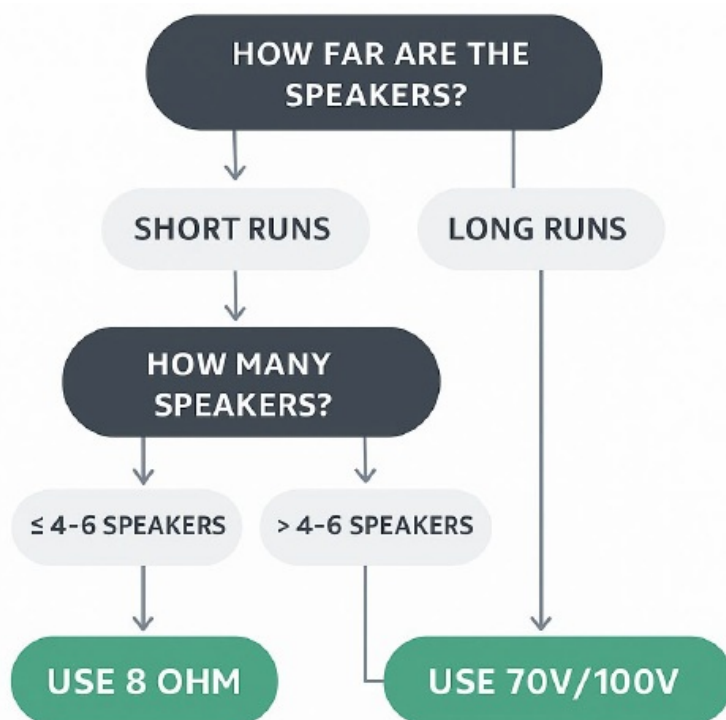 HOW FAR ARE THE
SPEAKERS?
SHORT RUNS
LONG RUNS
HOW MANY
SPEAKERS?
≤ 4-6 SPEAKERS
> 4-6 SPEAKERS
USE 8 OHM
USE 70V/100V